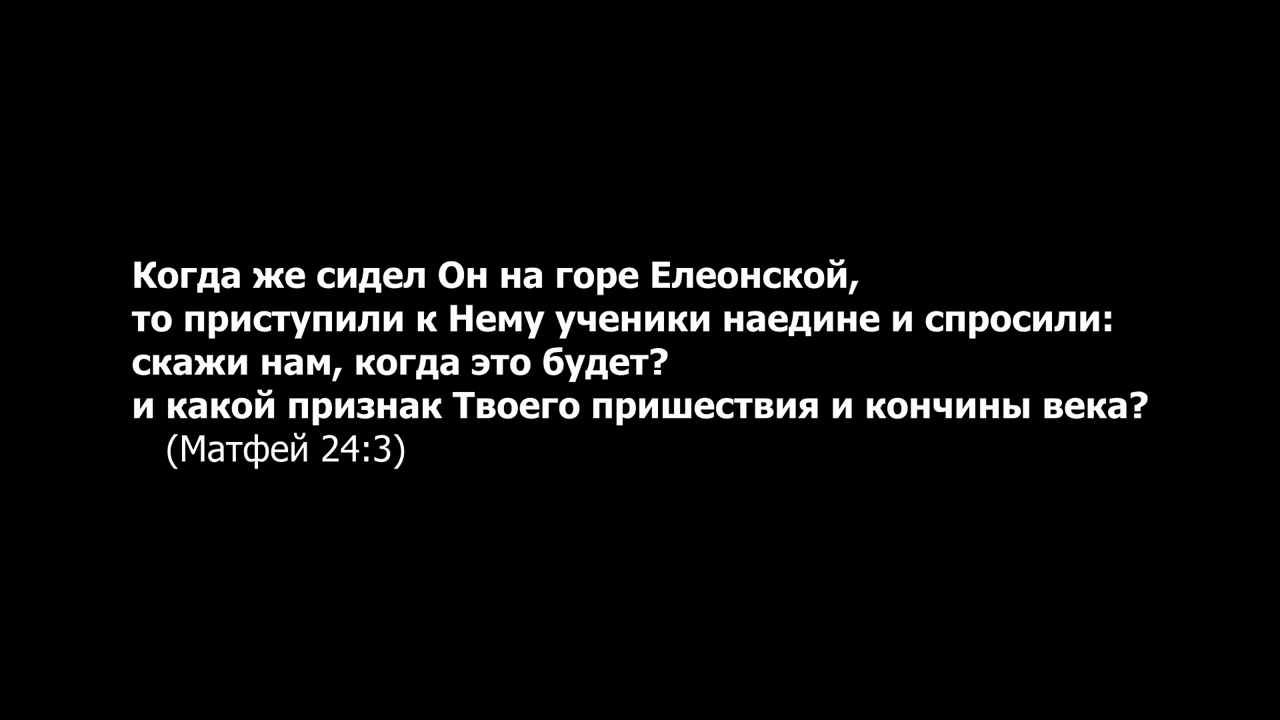 Когда же сидел Он на горе Елеонской,
то приступили к Нему ученики наедине и спросили:
скажи нам, когда это будет?
и какой признак Твоего пришествия и кончины века?
(Матфей 24:3)